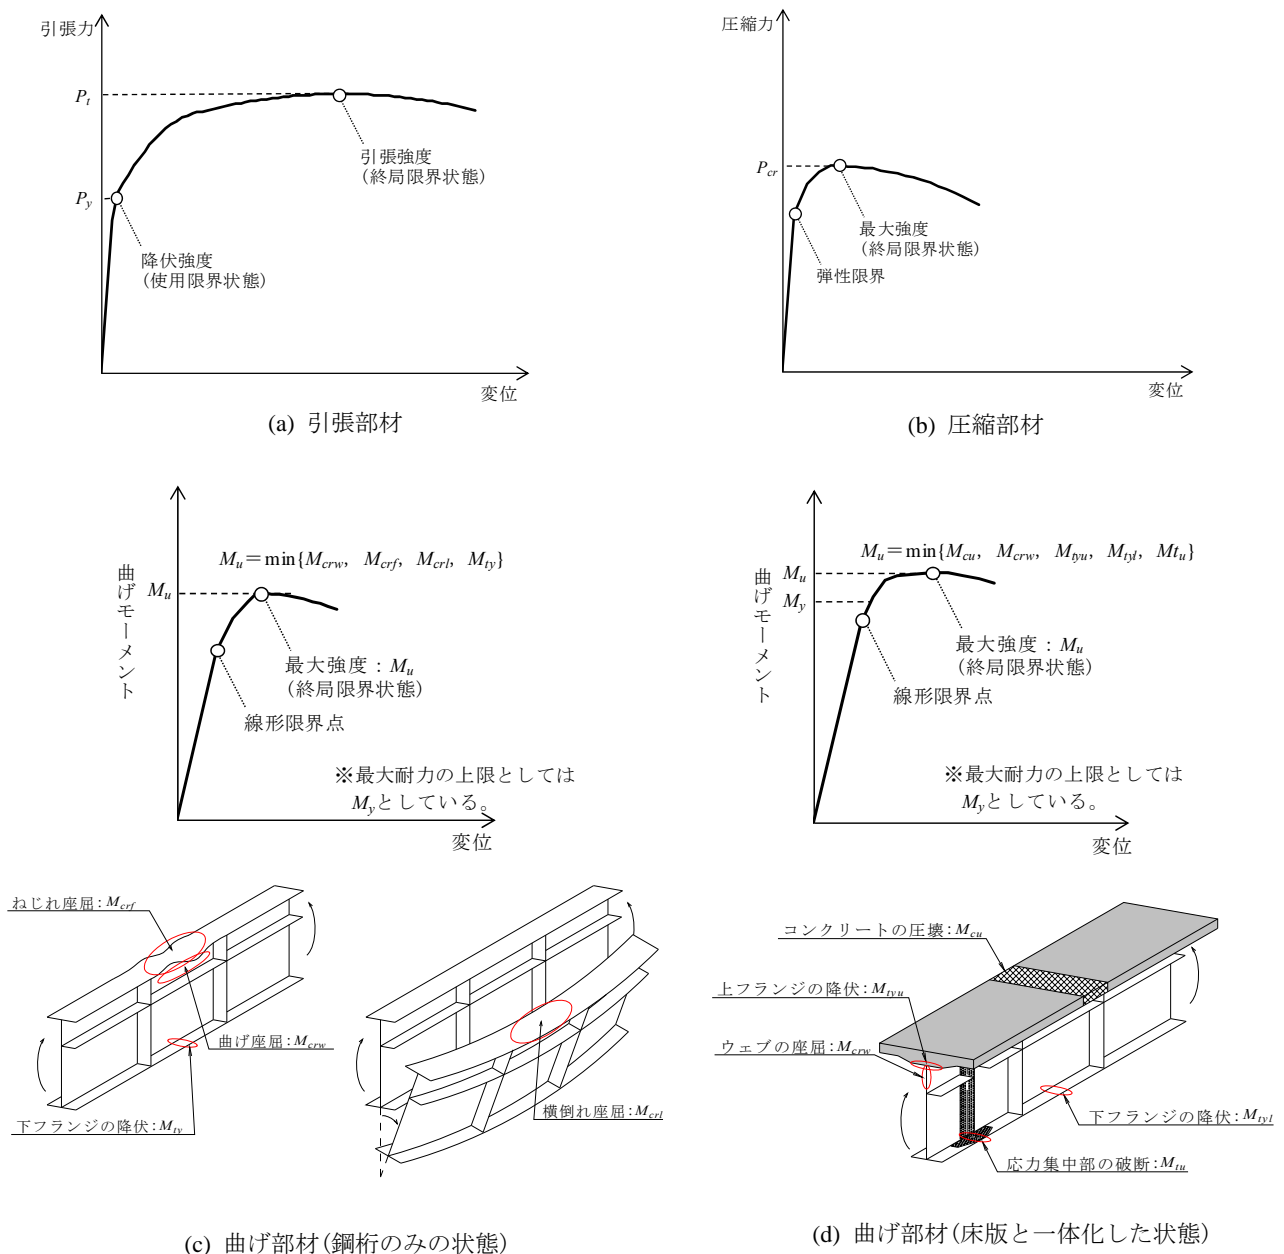 引張力
P_t
P_y
引張強度
(終局限界状態)
降伏強度
(使用限界状態)
変位
(a) 引張部材
圧縮力
P_cr
最大強度
(終局限界状態)
弾性限界
変位
(b) 圧縮部材
M_u=min{M_crw, M_crf, M_crl, M_ty}
曲げモーメント
M_u
最大強度：M_u
(終局限界状態)
線形限界点
※最大耐力の上限としては
M_yとしている。
変位
ねじれ座屈：M_crf
曲げ座屈：M_crw
下フランジの降伏：M_ty
横倒れ座屈：M_crl
(c) 曲げ部材(鋼桁のみの状態)
M_u=min{M_cu, M_crw, M_tyu, M_tyl, Mt_u}
曲げモーメント
M_u
M_y
最大強度：M_u
(終局限界状態)
線形限界点
※最大耐力の上限としては
M_yとしている。
変位
コンクリートの圧壊：M_cu
上フランジの降伏：M_tyu
ウェブの座屈：M_crw
下フランジの降伏：M_tyl
応力集中部の破断：M_tu
(d) 曲げ部材(床版と一体化した状態)